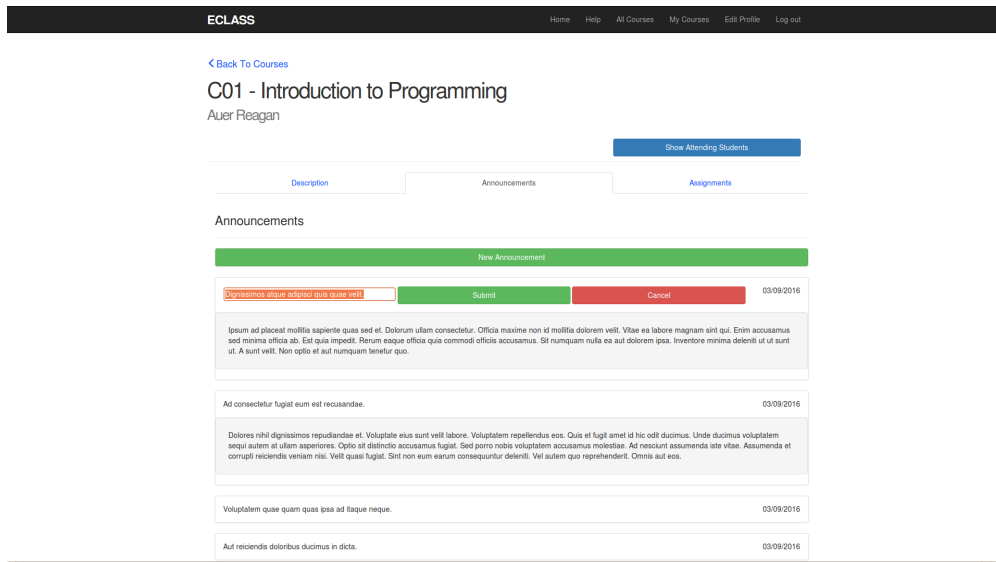 ECLASS
Home Help All Courses My Courses Edit Profile Log out
Back To Courses
C01 - Introduction to Programming
Auer Reagan
Show Attending Students
Description Announcements Assignments
Announcements
New Announcement
Dignissimos atque adipisci quis quae velit. Submit Cancel 03/09/2016
Ipsum ad placeat mollitia sapiente quas sed et. Dolorum ullam consectetur. Officia maxime non id mollitia dolorem velit. Vitae ea labore magnam sint qui. Enim accusamus
sed minima officia ab. Est quia impedit. Rerum eaque officia quia commodi officiis accusamus. Sit numquam nulla ea aut dolorem ipsa. Inventore minima deleniti ut ut sunt
ut. A sunt velit. Non optio et aut numquam tenetur quo.
Ad consectetur fugiat eum est recusandae. 03/09/2016
Dolores nihil dignissimos repudiandae et. Voluptate eius sunt velit labore. Voluptatem repellendus eos. Quis et fugit amet id hic odit ducimus. Unde ducimus voluptatem
sequi autem at ullam asperiores. Optio sit distinctio accusamus fugiat. Sed porro nobis voluptatem accusamus molestiae. Ad nesciunt assumenda iste vitae. Assumenda et
corrupti reiciendis veniam nisi. Velit quasi fugiat. Sint non eum earum consequuntur deleniti. Vel autem quo reprehenderit. Omnis aut eos.
Voluptatem quae quam quas ipsa ad itaque neque. 03/09/2016
Aut reiciendis doloribus ducimus in dicta. 03/09/2016